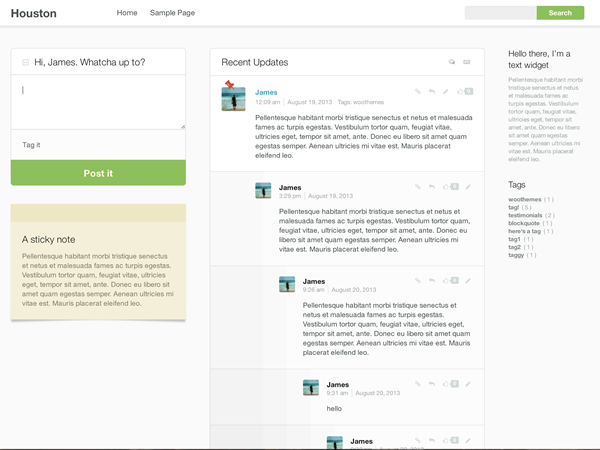 Houston
Home
Sample Page
Search
Hi, James. Whatcha up to?
Tag it
Post it
A sticky note
Pellentesque habitant morbi tristique senectus
et netus et malesuada fames ac turpis egestas.
Vestibulum tortor quam, feugiat vitae, ultricies
eget, tempor sit amet, ante. Donec eu libero sit
amet quam egestas semper. Aenean ultricies mi
vitae est. Mauris placerat eleifend leo.
Recent Updates
James
12:09 am | August 19, 2013 Tags: woothemes
0
Pellentesque habitant morbi tristique senectus et netus et malesuada
fames ac turpis egestas. Vestibulum tortor quam, feugiat vitae,
ultricies eget, tempor sit amet, ante. Donec eu libero sit amet quam
egestas semper. Aenean ultricies mi vitae est. Mauris placerat
eleifend leo.
James
3:29 pm | August 19, 2013
0
Pellentesque habitant morbi tristique senectus et netus et
malesuada fames ac turpis egestas. Vestibulum tortor quam,
feugiat vitae, ultricies eget, tempor sit amet, ante. Donec eu
libero sit amet quam egestas semper. Aenean ultricies mi vitae
est. Mauris placerat eleifend leo.
James
9:26 am | August 20, 2013
0
Pellentesque habitant morbi tristique senectus et
netus et malesuada fames ac turpis egestas.
Vestibulum tortor quam, feugiat vitae, ultricies eget,
tempor sit amet, ante. Donec eu libero sit amet quam
egestas semper. Aenean ultricies mi vitae est. Mauris
placerat eleifend leo.
James
9:31 am | August 20, 2013
0
hello
James
0
Hello there, I'm a
text widget
Pellentesque habitant morbi
tristique senectus et netus
et malesuada fames ac
turpis egestas. Vestibulum
tortor quam, feugiat vitae,
ultricies eget, tempor sit
amet, ante. Donec eu libero
sit amet quam egestas
semper. Aenean ultricies mi
vitae est. Mauris placerat
eleifend leo.
Tags
woothemes ( 1 )
tag! ( 5 )
testimonials ( 2 )
blockquote ( 1 )
here's a tag ( 1 )
tag1 ( 1 )
tag2 ( 1 )
taggy ( 1 )